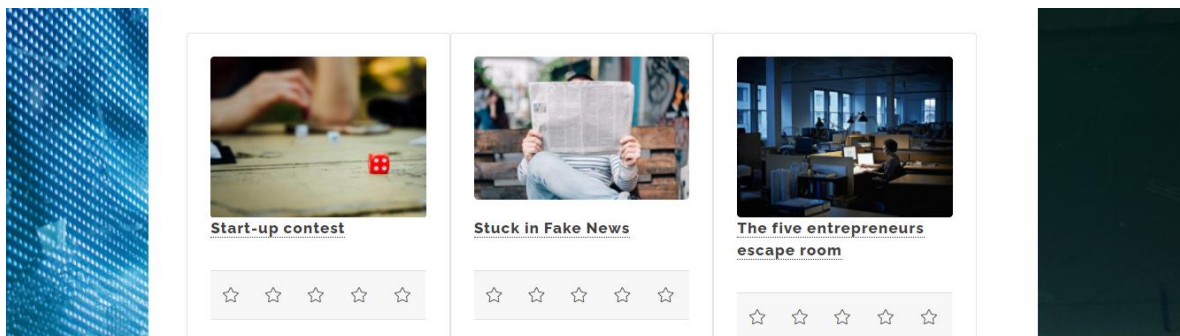 Start-up contest
Stuck in Fake News
The five entrepreneurs
escape room